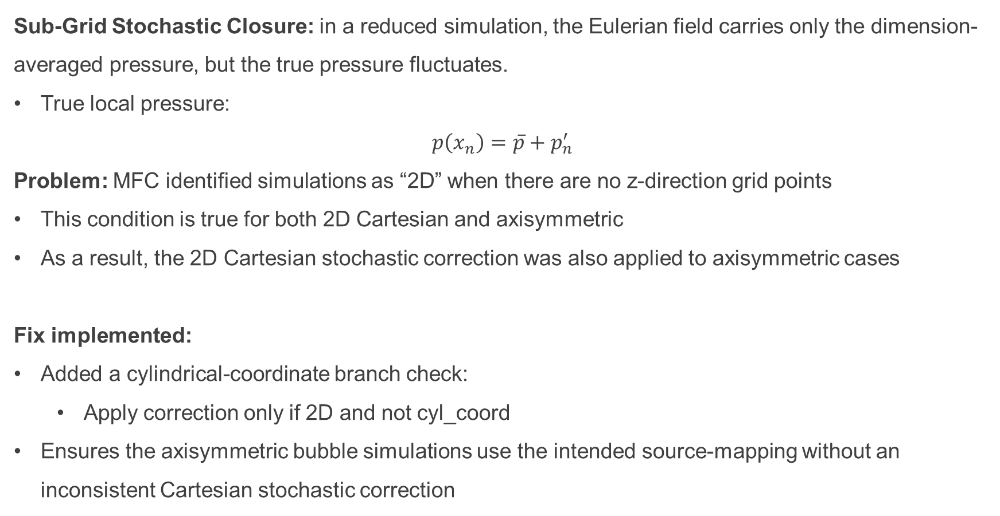 Sub-Grid Stochastic Closure: in a reduced simulation, the Eulerian field carries only the dimension-
averaged pressure, but the true pressure fluctuates.
• True local pressure:
p(xₙ) = p̄ + p′ₙ
Problem: MFC identified simulations as “2D” when there are no z-direction grid points
• This condition is true for both 2D Cartesian and axisymmetric
• As a result, the 2D Cartesian stochastic correction was also applied to axisymmetric cases
Fix implemented:
• Added a cylindrical-coordinate branch check:
• Apply correction only if 2D and not cyl_coord
• Ensures the axisymmetric bubble simulations use the intended source-mapping without an
inconsistent Cartesian stochastic correction